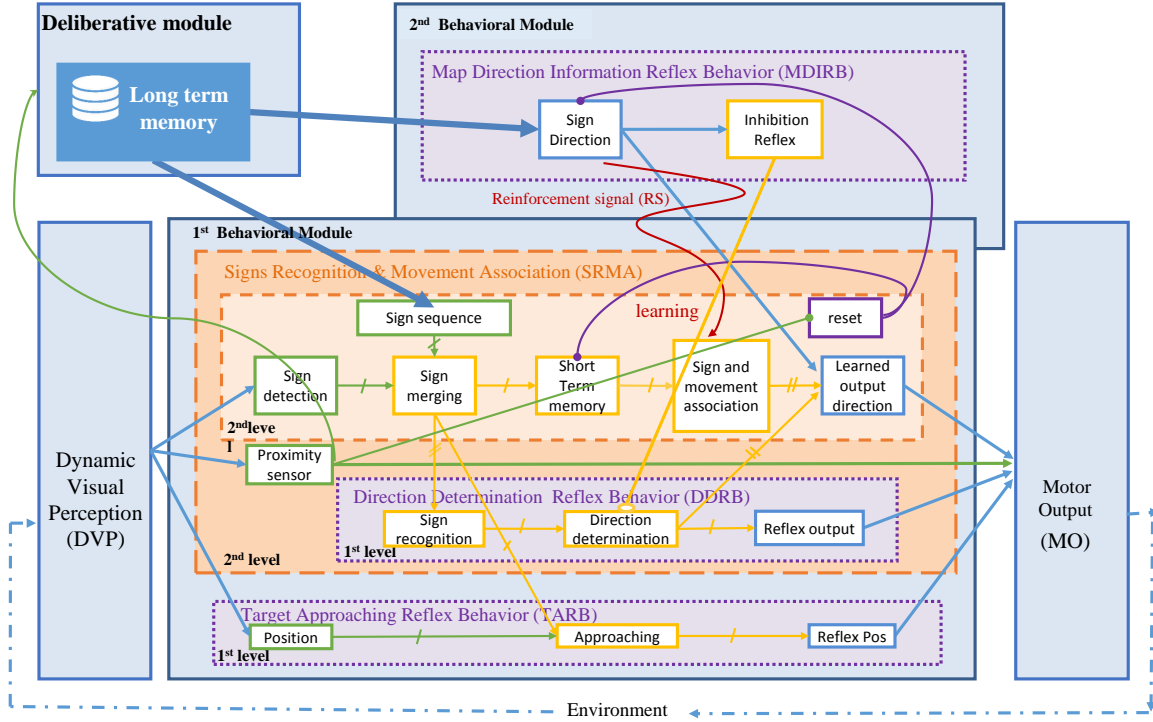 Deliberative module
Long term
memory
2nd Behavioral Module
Map Direction Information Reflex Behavior (MDIRB)
Sign
Direction
Inhibition
Reflex
Reinforcement signal (RS)
1st Behavioral Module
Signs Recognition & Movement Association (SRMA)
Sign sequence
learning
reset
Sign
detection
Sign
merging
Short
Term
memory
Sign and
movement
association
Learned
output
direction
2nd leve
l
Proximity
sensor
Dynamic
Visual
Perception
(DVP)
Direction Determination Reflex Behavior (DDRB)
Sign
recognition
Direction
determination
Reflex output
1st level
2nd level
Motor
Output
(MO)
Target Approaching Reflex Behavior (TARB)
Position
Approaching
Reflex Pos
1st level
Environment